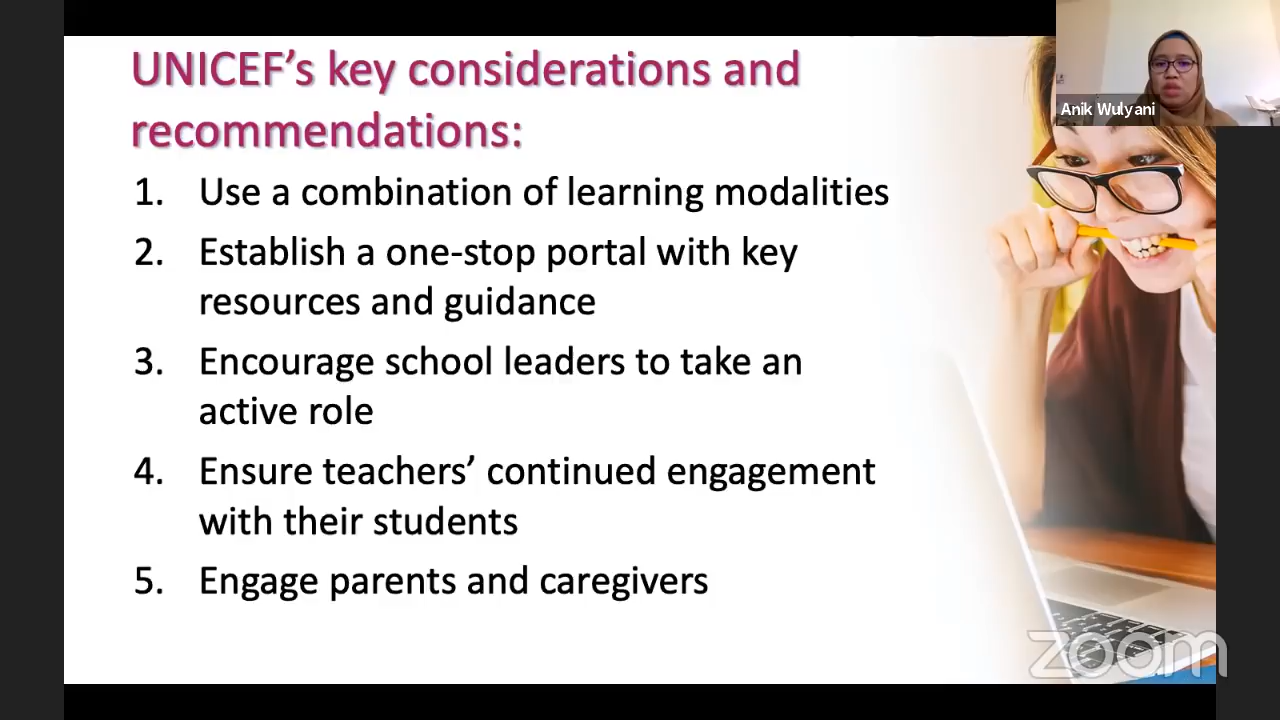 UNICEF’s key considerations and
recommendations:
1. Use a combination of learning modalities
2. Establish a one-stop portal with key
resources and guidance
3. Encourage school leaders to take an
active role
4. Ensure teachers’ continued engagement
with their students
5. Engage parents and caregivers
Anik Wulyani
zoom